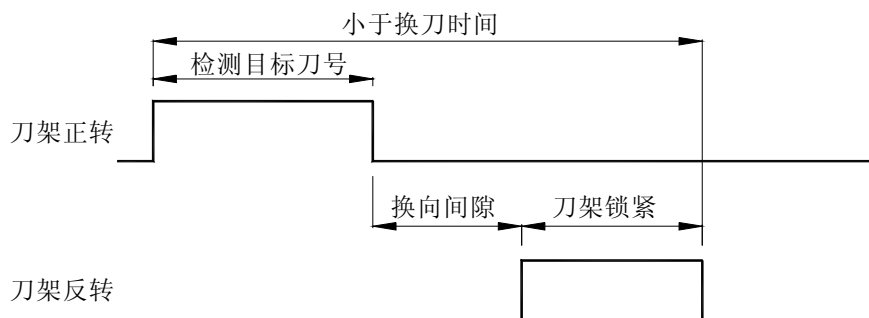 小于换刀时间
检测目标刀号
刀架正转
换向间隙
刀架锁紧
刀架反转